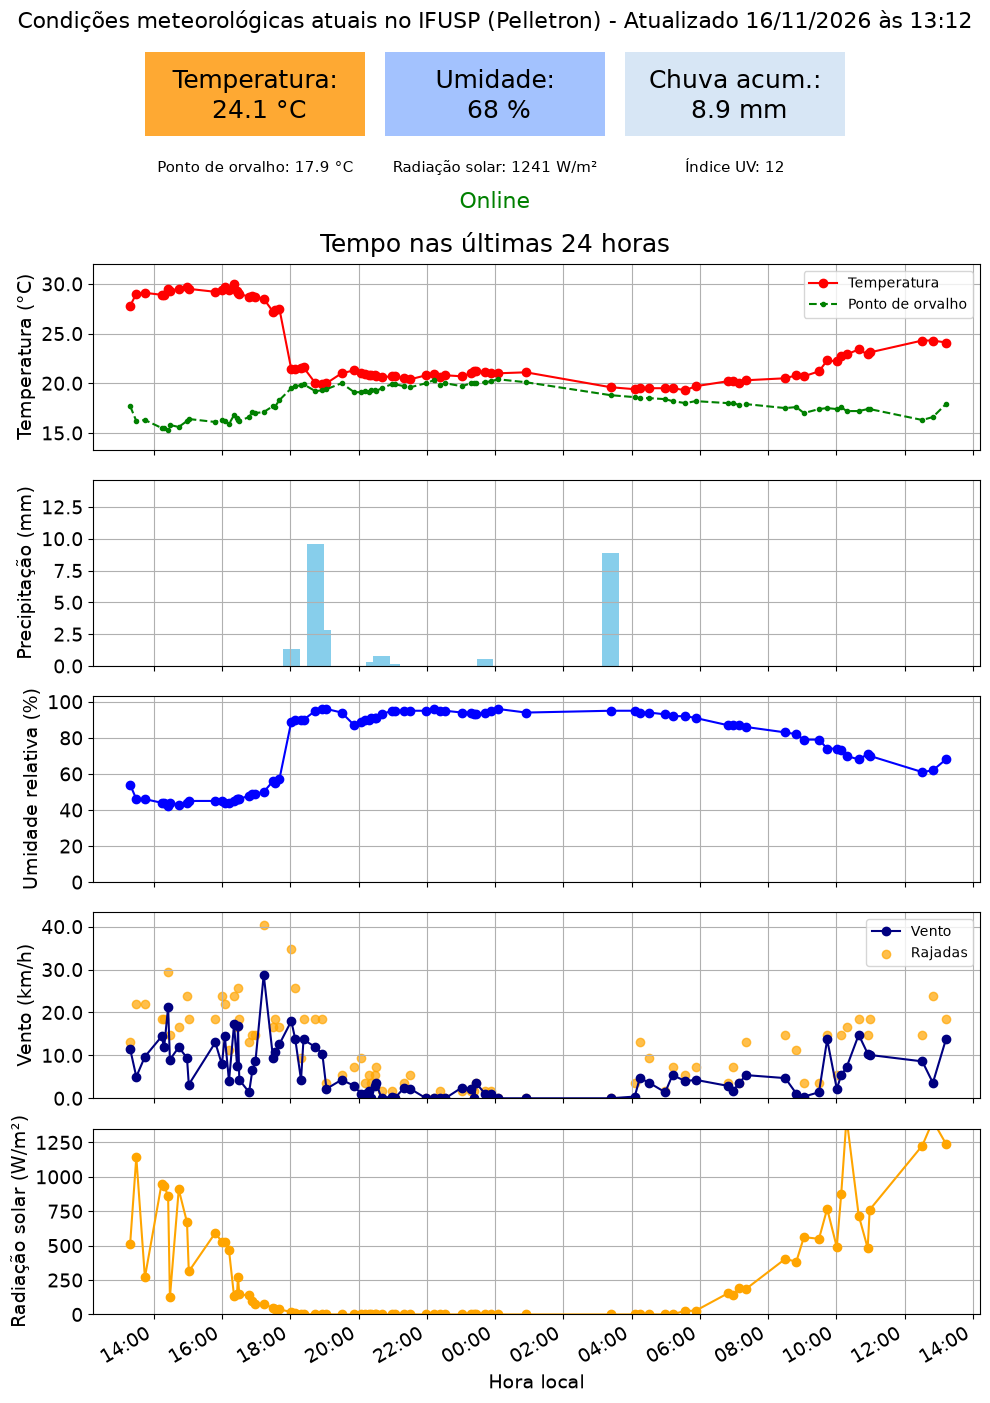 Condições meteorológicas atuais no IFUSP (Pelletron) - Atualizado 16/11/2026 às 13:12
Temperatura:
24.1 °C
Umidade:
68 %
Chuva acum.:
8.9 mm
Ponto de orvalho: 17.9 °C
Radiação solar: 1241 W/m²
Índice UV: 12
Online
Tempo nas últimas 24 horas
Temperatura (°C)
30.0
25.0
20.0
15.0
Temperatura
Ponto de orvalho
Precipitação (mm)
12.5
10.0
7.5
5.0
2.5
0.0
Umidade relativa (%)
100
80
60
40
20
0
Vento (km/h)
40.0
30.0
20.0
10.0
0.0
Vento
Rajadas
Radiação solar (W/m²)
1250
1000
750
500
250
0
14:00
16:00
18:00
20:00
22:00
00:00
02:00
04:00
06:00
08:00
10:00
12:00
14:00
Hora local